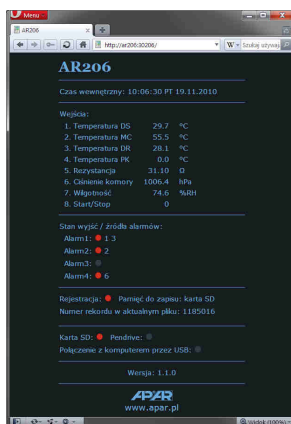 Menu
AR206
http://ar206:30206/
Szukaj używając
AR206
Czas wewnętrzny: 10:06:30 PT 19.11.2010
Wejścia:
1. Temperatura DS 29.7 °C
2. Temperatura MC 55.5 °C
3. Temperatura DR 28.1 °C
4. Temperatura PK 0.0 °C
5. Rezystancja 31.10 Ω
6. Ciśnienie komory 1006.4 hPa
7. Wilgotność 74.6 %RH
8. Start/Stop 0
Stan wyjść / źródła alarmów:
Alarm1: 1 3
Alarm2: 2
Alarm3:
Alarm4: 6
Rejestracja: Pamięć do zapisu: karta SD
Numer rekordu w aktualnym pliku: 1185016
Karta SD: Pendrive:
Połączenie z komputerem przez USB:
Wersja: 1.1.0
APAR
www.apar.pl
Widok (100%)